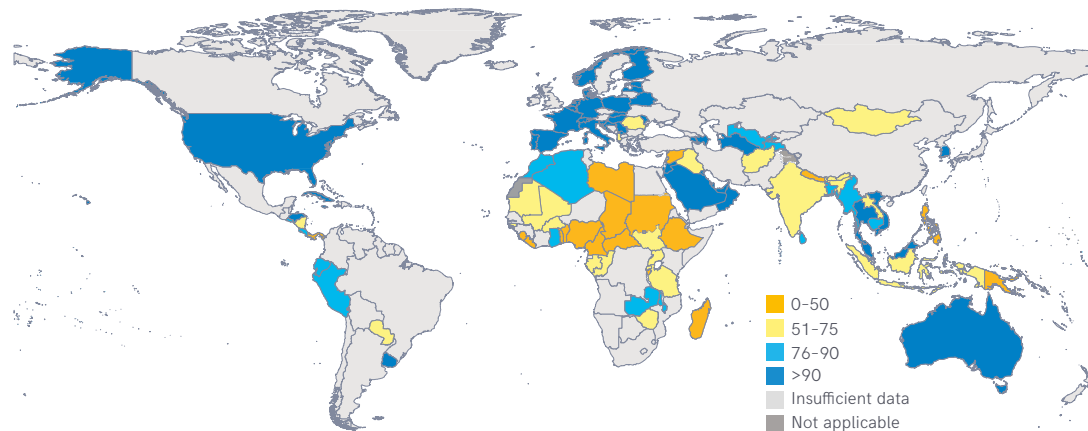 0–50
51–75
76–90
>90
Insufficient data
Not applicable